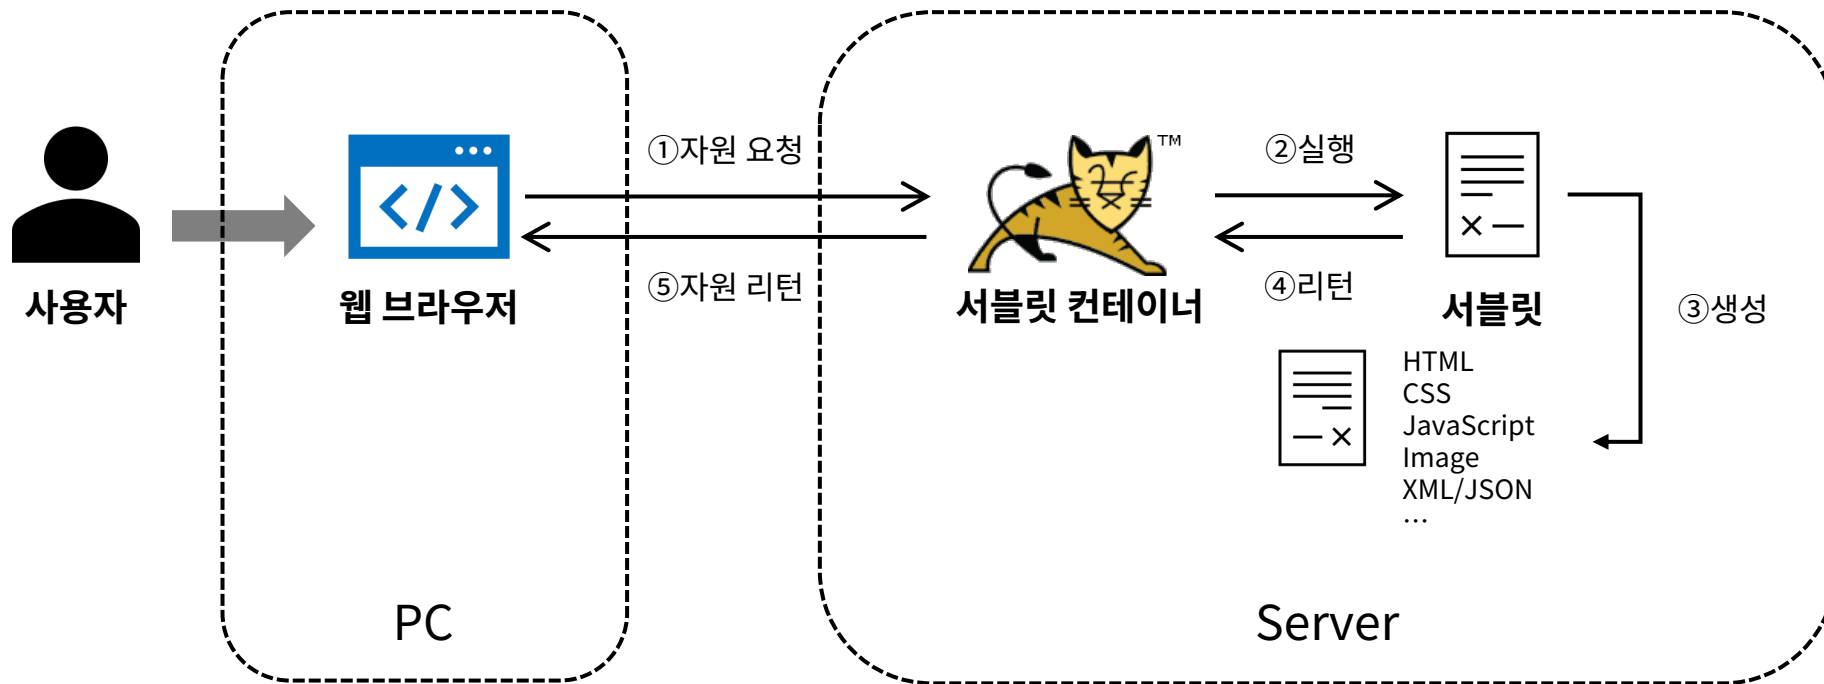 사용자
웹 브라우저
①자원 요청
⑤자원 리턴
TM
서블릿 컨테이너
②실행
④리턴
서블릿
③생성
HTML
CSS
JavaScript
Image
XML/JSON
…
PC
Server